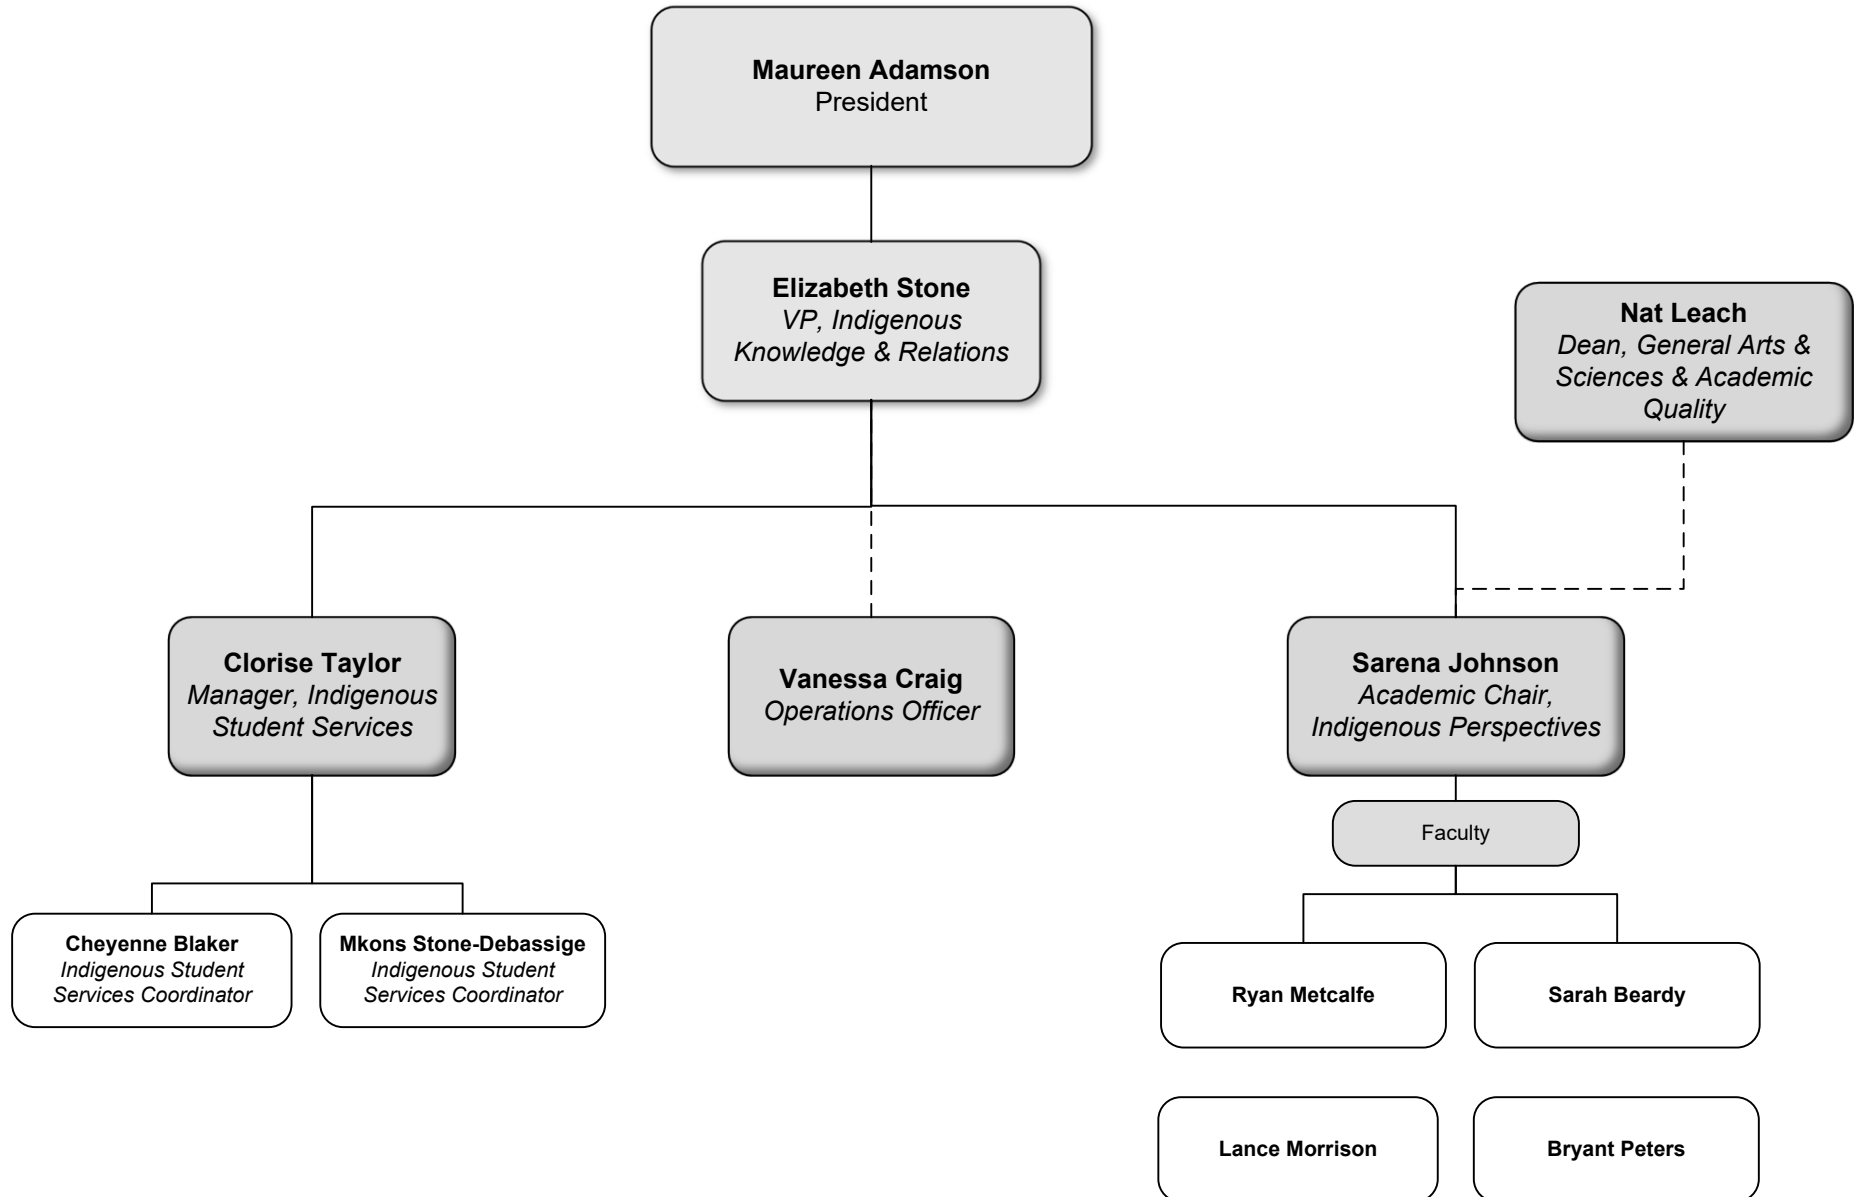 Maureen Adamson
President
Elizabeth Stone
VP, Indigenous
Knowledge & Relations
Nat Leach
Dean, General Arts &
Sciences & Academic
Quality
Clorise Taylor
Manager, Indigenous
Student Services
Vanessa Craig
Operations Officer
Sarena Johnson
Academic Chair,
Indigenous Perspectives
Faculty
Cheyenne Blaker
Indigenous Student
Services Coordinator
Mkons Stone-Debassige
Indigenous Student
Services Coordinator
Ryan Metcalfe
Sarah Beardy
Lance Morrison
Bryant Peters